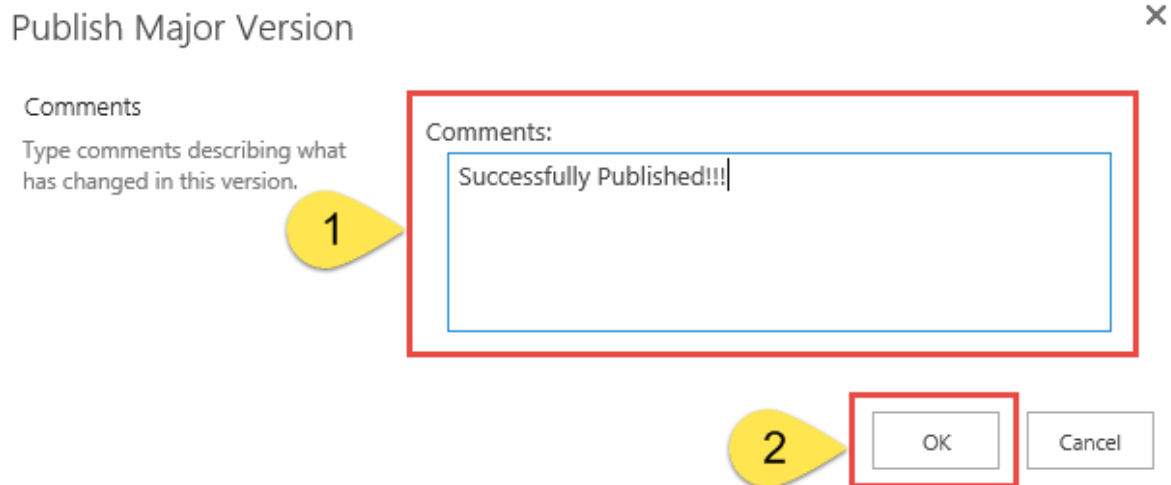 Publish Major Version
Comments
Type comments describing what
has changed in this version.
1
Comments:
Successfully Published!!!
2
OK
Cancel